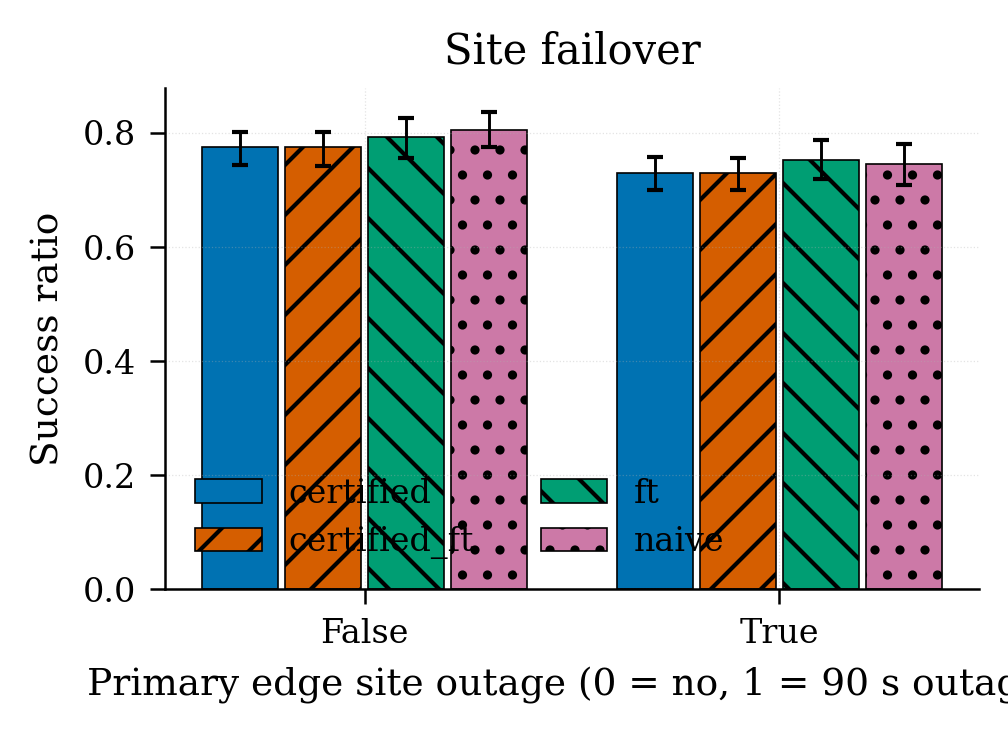 Site failover
Success ratio
0.8
0.6
0.4
0.2
0.0
certified
ft
certified_ft
naive
False
True
Primary edge site outage (0 = no, 1 = 90 s